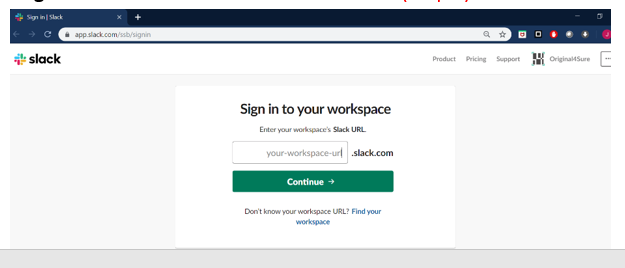 Sign in | Slack
app.slack.com/ssb/signin
slack
Product Pricing Support Original4Sure
Sign in to your workspace
Enter your workspace's Slack URL.
your-workspace-url .slack.com
Continue →
Don't know your workspace URL? Find your
workspace